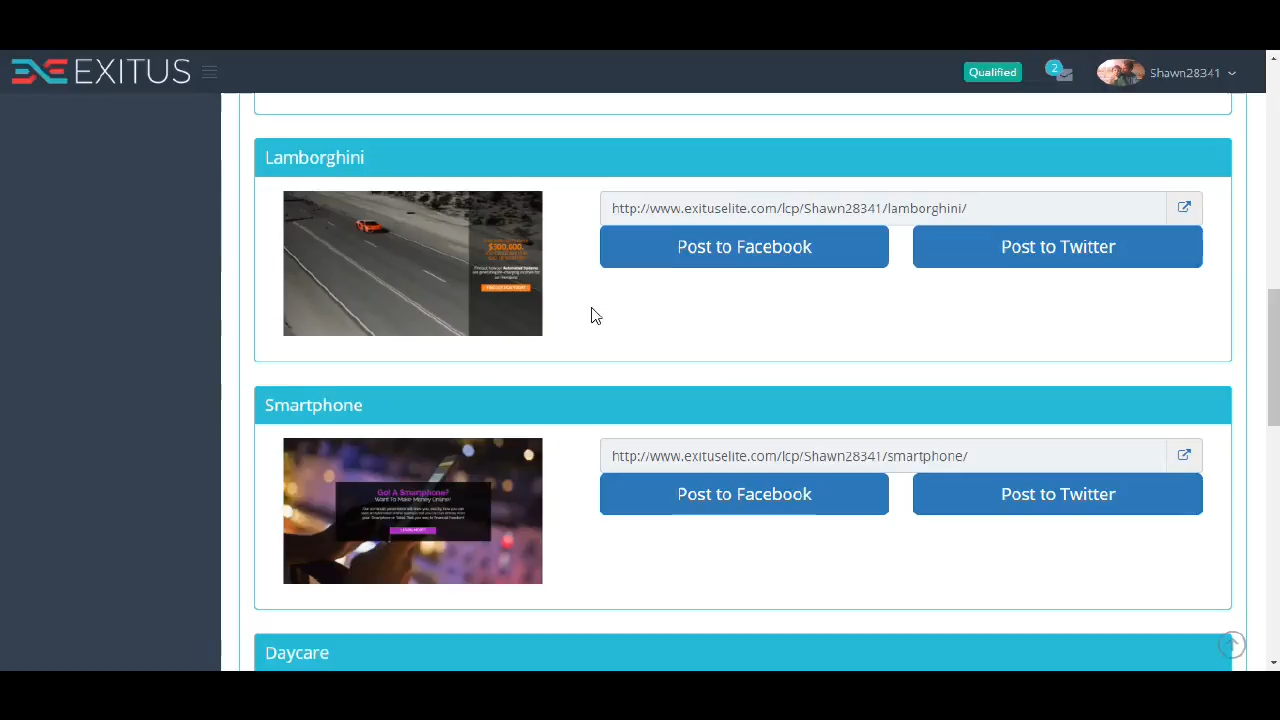 EXITUS
Qualified
2
Shawn28341
Lamborghini
$300,000.
http://www.exituselite.com/lcp/Shawn28341/lamborghini/
Post to Facebook
Post to Twitter
Smartphone
Got A Smartphone?
Want To Make Money Online?
http://www.exituselite.com/lcp/Shawn28341/smartphone/
Post to Facebook
Post to Twitter
Daycare